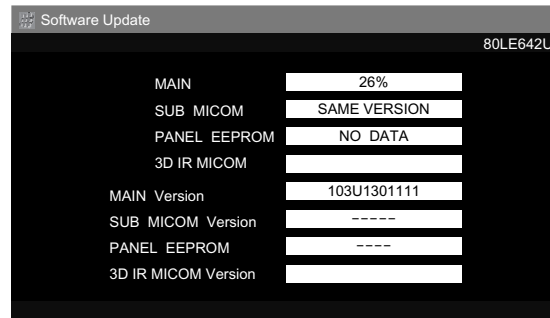 Software Update
80LE642U
MAIN 26%
SUB MICOM SAME VERSION
PANEL EEPROM NO DATA
3D IR MICOM
MAIN Version 103U1301111
SUB MICOM Version -----
PANEL EEPROM ----
3D IR MICOM Version